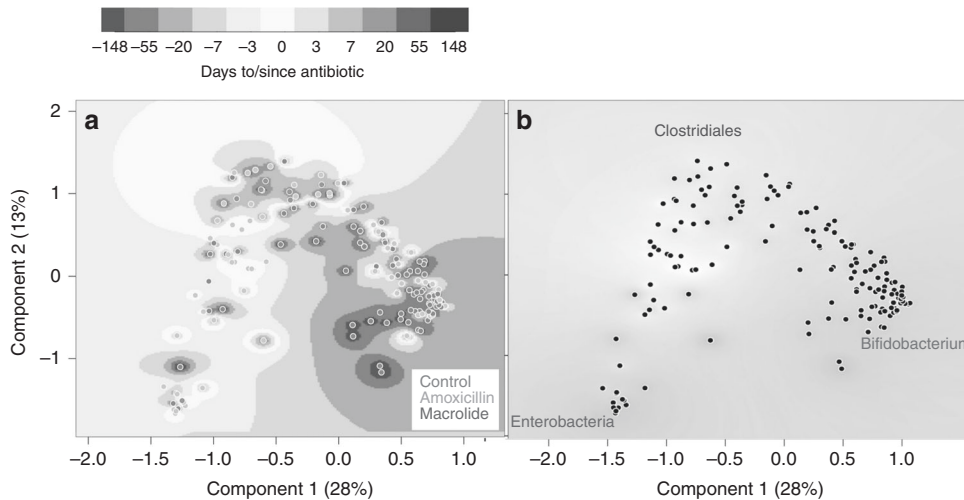 −148 −55 −20 −7 −3 0 3 7 20 55 148
Days to/since antibiotic
a
b
2
1
0
−1
Component 2 (13%)
Control
Amoxicillin
Macrolide
Clostridiales
Bifidobacterium
Enterobacteria
−2.0 −1.5 −1.0 −0.5 0.0 0.5 1.0
−2.0 −1.5 −1.0 −0.5 0.0 0.5 1.0
Component 1 (28%)
Component 1 (28%)